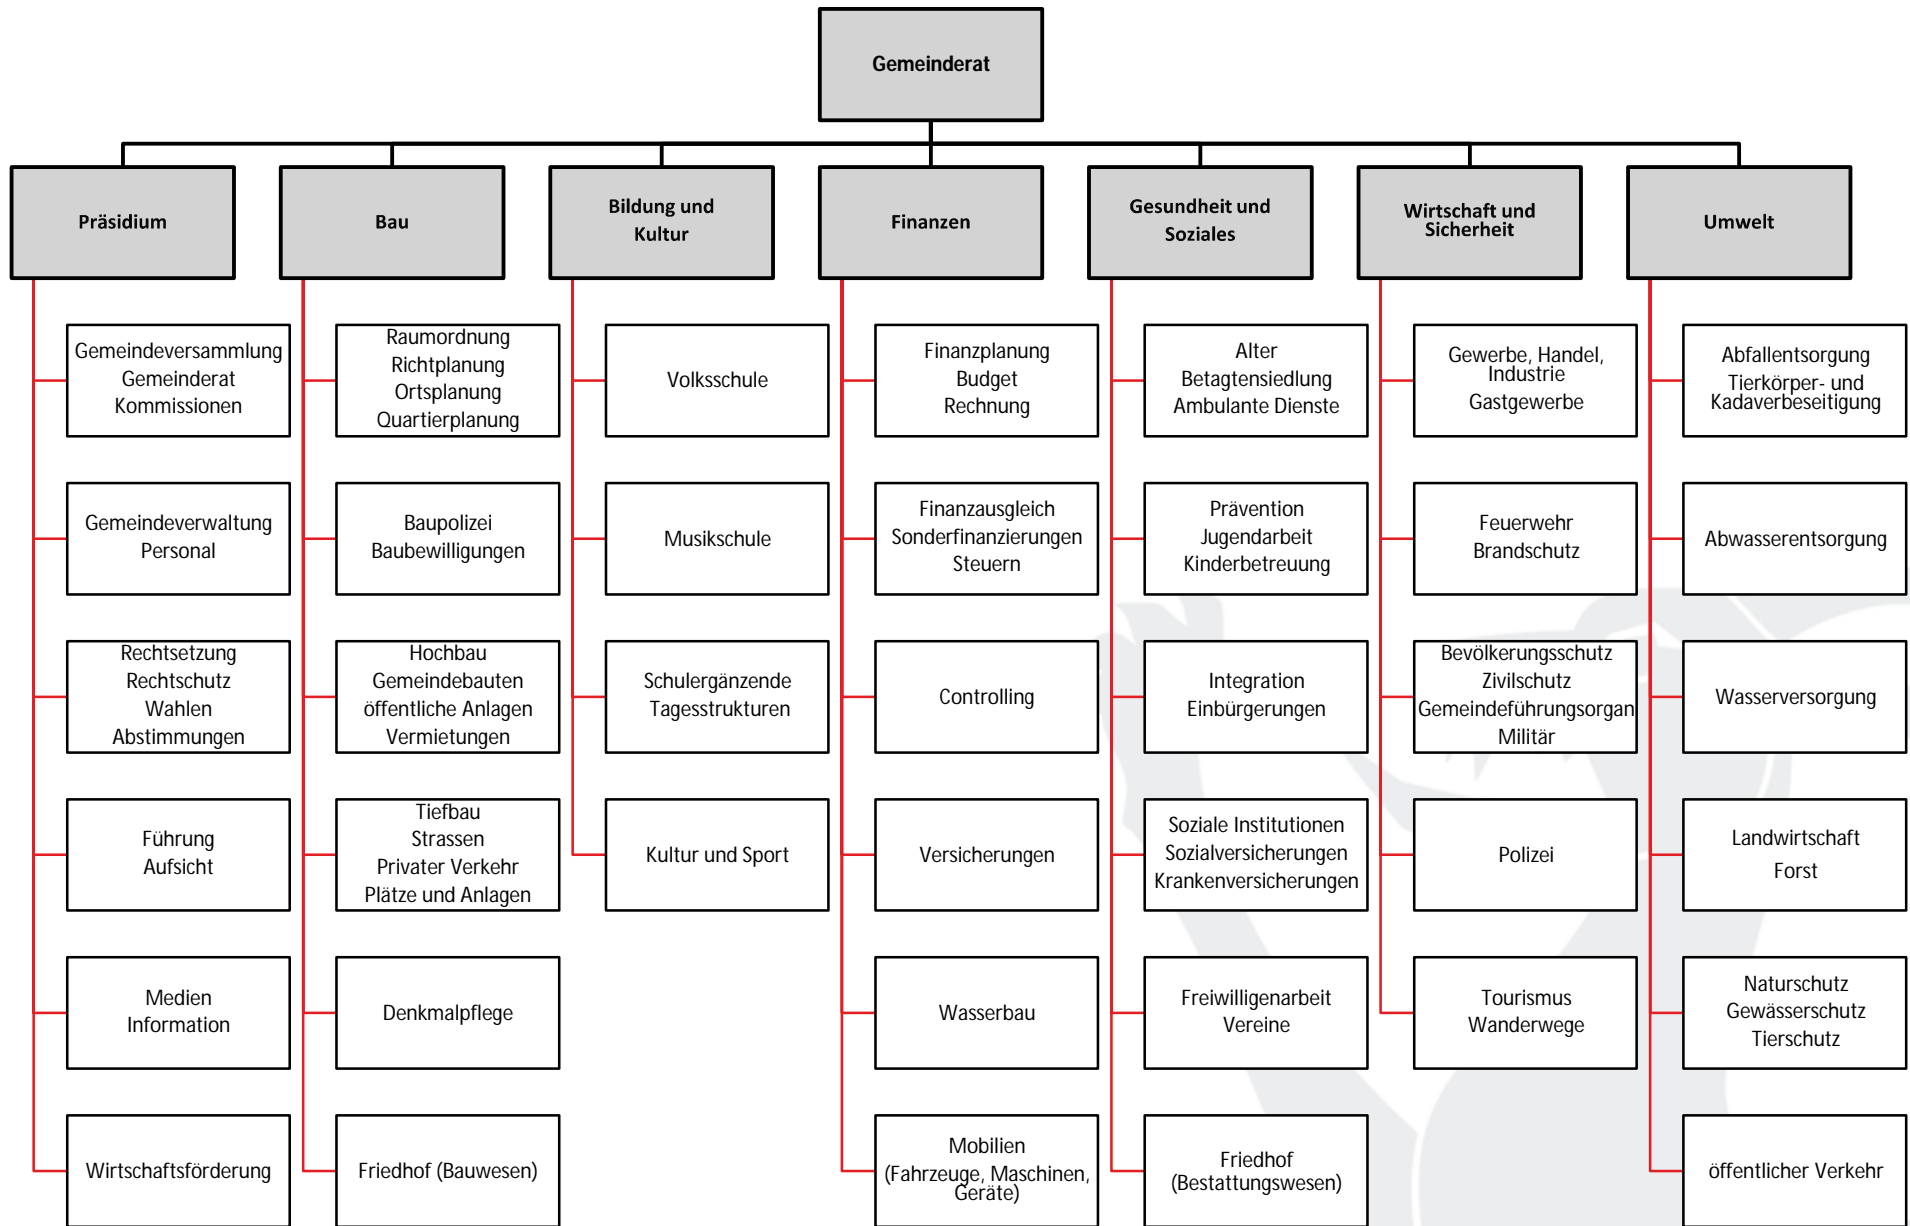 Gemeinderat
Präsidium
Gemeindeversammlung
Gemeinderat
Kommissionen
Gemeindeverwaltung
Personal
Rechtsetzung
Rechtschutz
Wahlen
Abstimmungen
Führung
Aufsicht
Medien
Information
Wirtschaftsförderung
Bau
Raumordnung
Richtplanung
Ortsplanung
Quartierplanung
Baupolizei
Baubewilligungen
Hochbau
Gemeindebauten
öffentliche Anlagen
Vermietungen
Tiefbau
Strassen
Privater Verkehr
Plätze und Anlagen
Denkmalpflege
Friedhof (Bauwesen)
Bildung und
Kultur
Volksschule
Musikschule
Schulergänzende
Tagesstrukturen
Kultur und Sport
Finanzen
Finanzplanung
Budget
Rechnung
Finanzausgleich
Sonderfinanzierungen
Steuern
Controlling
Versicherungen
Wasserbau
Mobilien
(Fahrzeuge, Maschinen,
Geräte)
Gesundheit und
Soziales
Alter
Betagtensiedlung
Ambulante Dienste
Prävention
Jugendarbeit
Kinderbetreuung
Integration
Einbürgerungen
Soziale Institutionen
Sozialversicherungen
Krankenversicherungen
Freiwilligenarbeit
Vereine
Friedhof
(Bestattungswesen)
Wirtschaft und
Sicherheit
Gewerbe, Handel,
Industrie
Gastgewerbe
Feuerwehr
Brandschutz
Bevölkerungsschutz
Zivilschutz
Gemeindeführungsorgan
Militär
Polizei
Tourismus
Wanderwege
Umwelt
Abfallentsorgung
Tierkörper- und
Kadaverbeseitigung
Abwasserentsorgung
Wasserversorgung
Landwirtschaft
Forst
Naturschutz
Gewässerschutz
Tierschutz
öffentlicher Verkehr